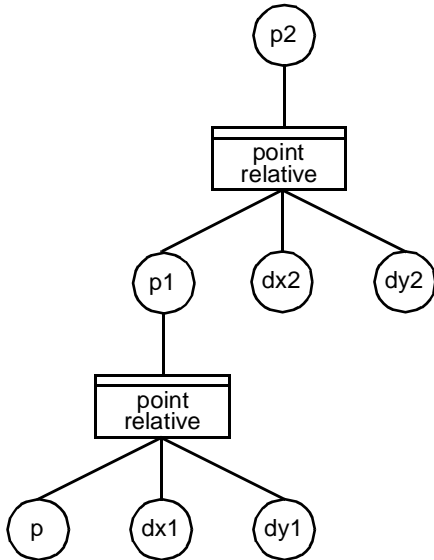 p2
point
relative
p1
dx2
dy2
point
relative
p
dx1
dy1